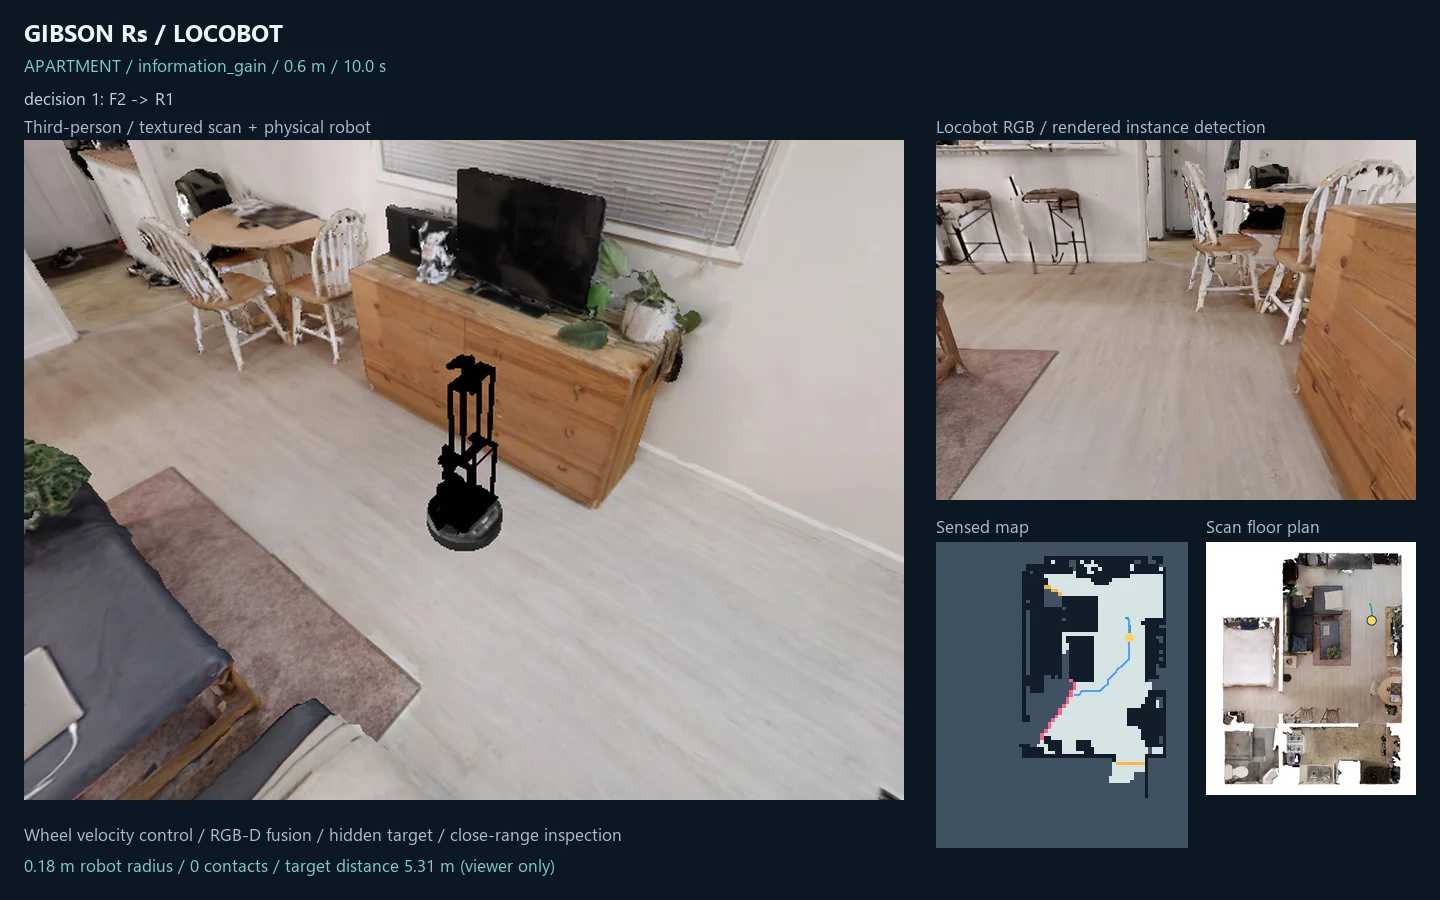 GIBSON Rs / LOCOBOT
APARTMENT / information_gain / 0.6 m / 10.0 s
decision 1: F2 -> R1
Third-person / textured scan + physical robot
Locobot RGB / rendered instance detection
Sensed map
Scan floor plan
Wheel velocity control / RGB-D fusion / hidden target / close-range inspection
0.18 m robot radius / 0 contacts / target distance 5.31 m (viewer only)